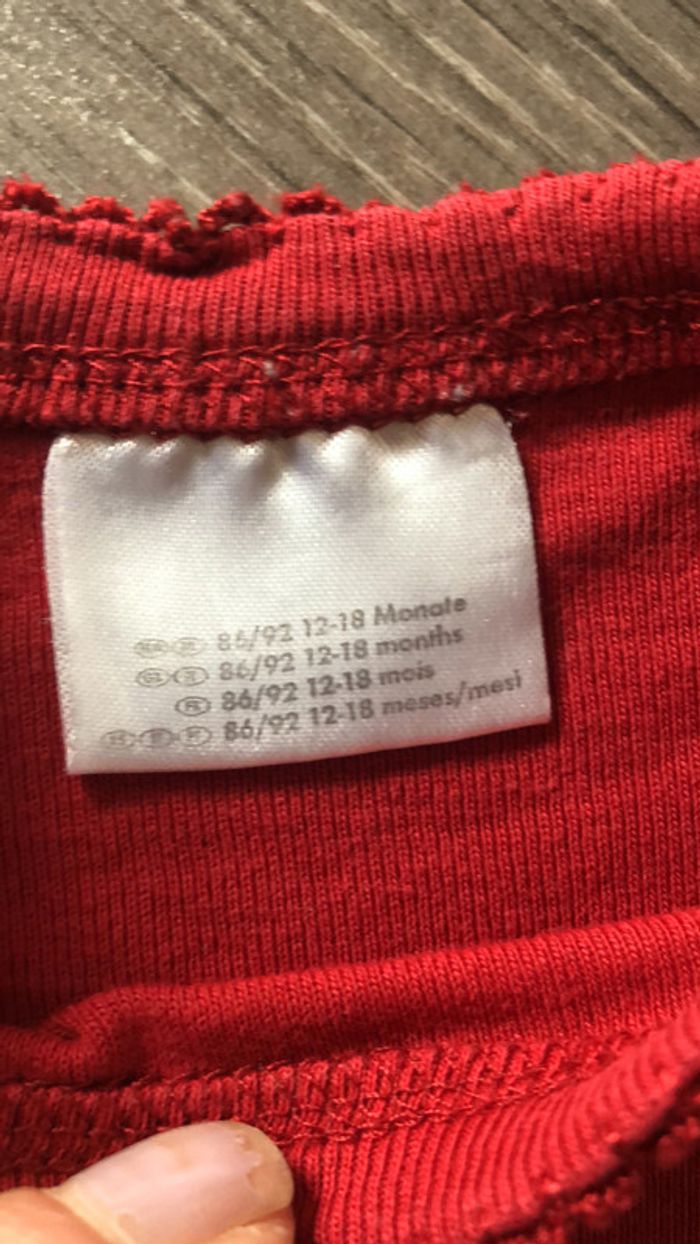 86/92 12-18 Monate
86/92 12-18 months
86/92 12-18 mois
86/92 12-18 meses/mesi